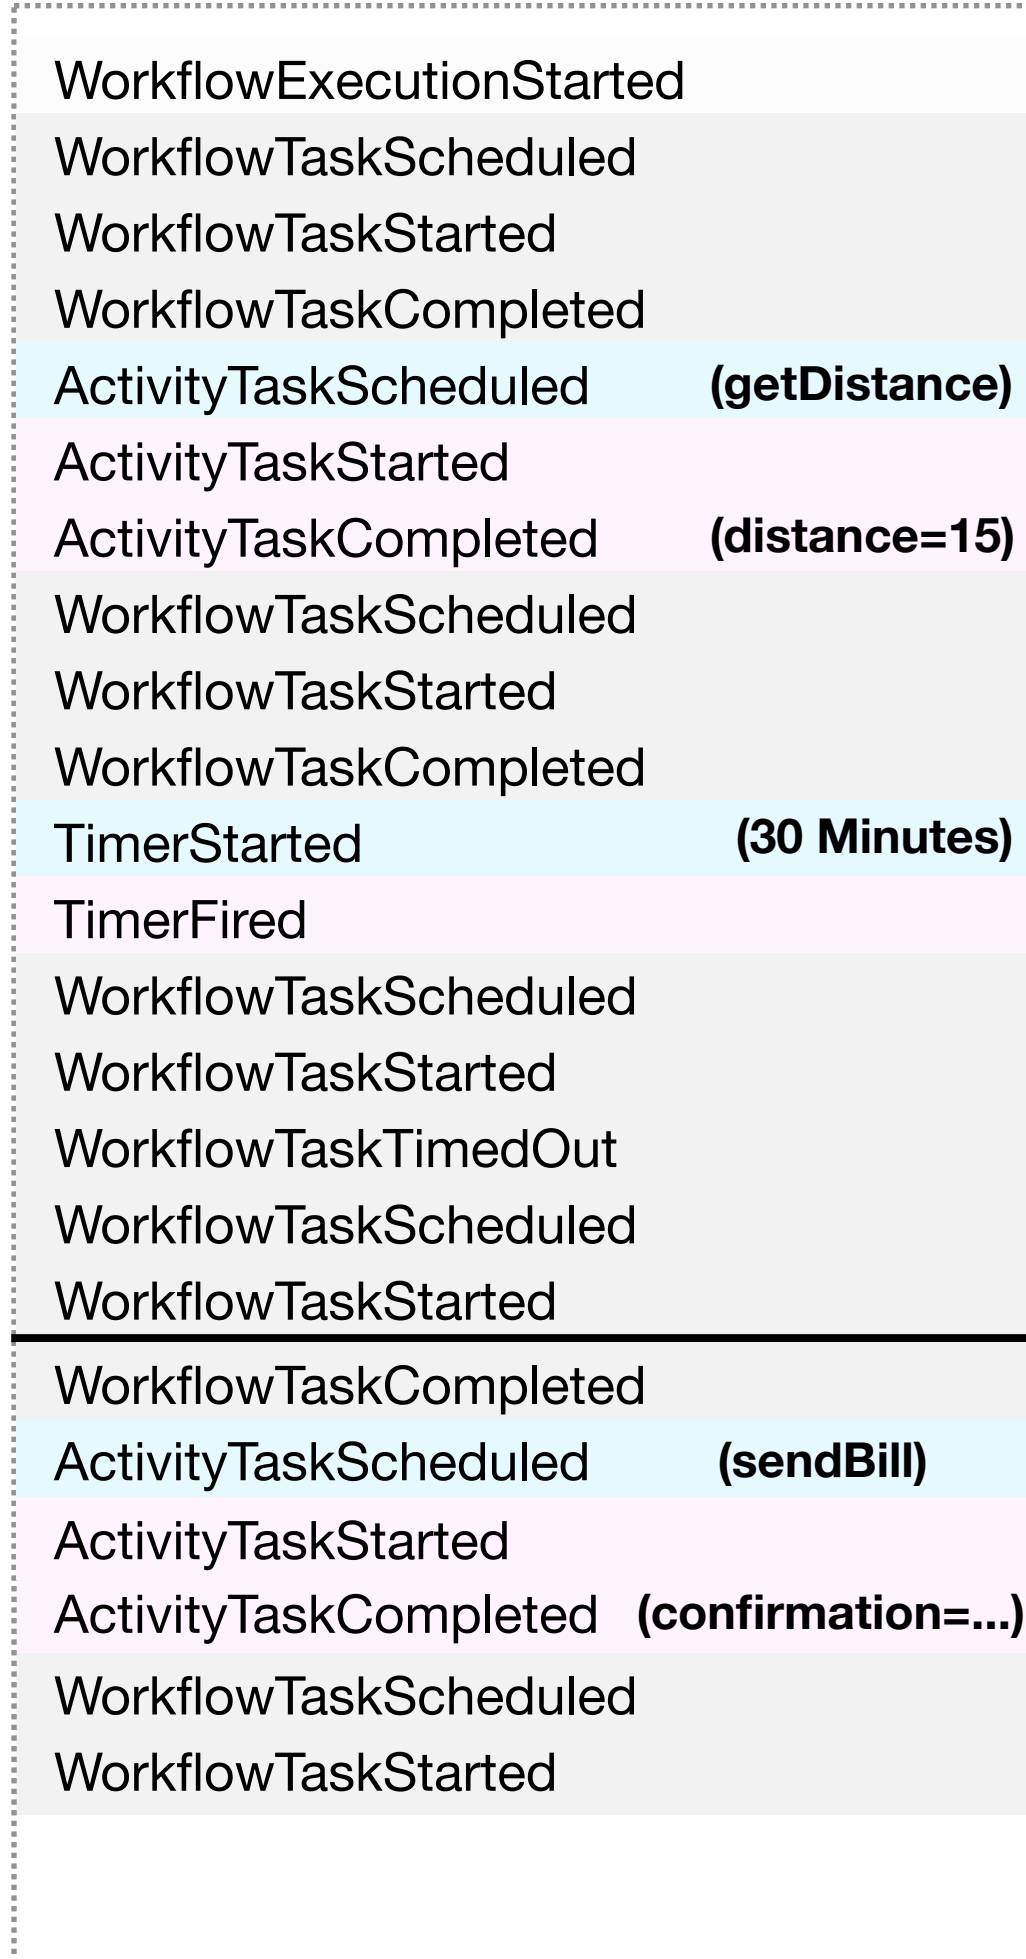 WorkflowExecutionStarted
WorkflowTaskScheduled
WorkflowTaskStarted
WorkflowTaskCompleted
ActivityTaskScheduled (getDistance)
ActivityTaskStarted
ActivityTaskCompleted (distance=15)
WorkflowTaskScheduled
WorkflowTaskStarted
WorkflowTaskCompleted
TimerStarted (30 Minutes)
TimerFired
WorkflowTaskScheduled
WorkflowTaskStarted
WorkflowTaskTimedOut
WorkflowTaskScheduled
WorkflowTaskStarted
WorkflowTaskCompleted
ActivityTaskScheduled (sendBill)
ActivityTaskStarted
ActivityTaskCompleted (confirmation=...)
WorkflowTaskScheduled
WorkflowTaskStarted